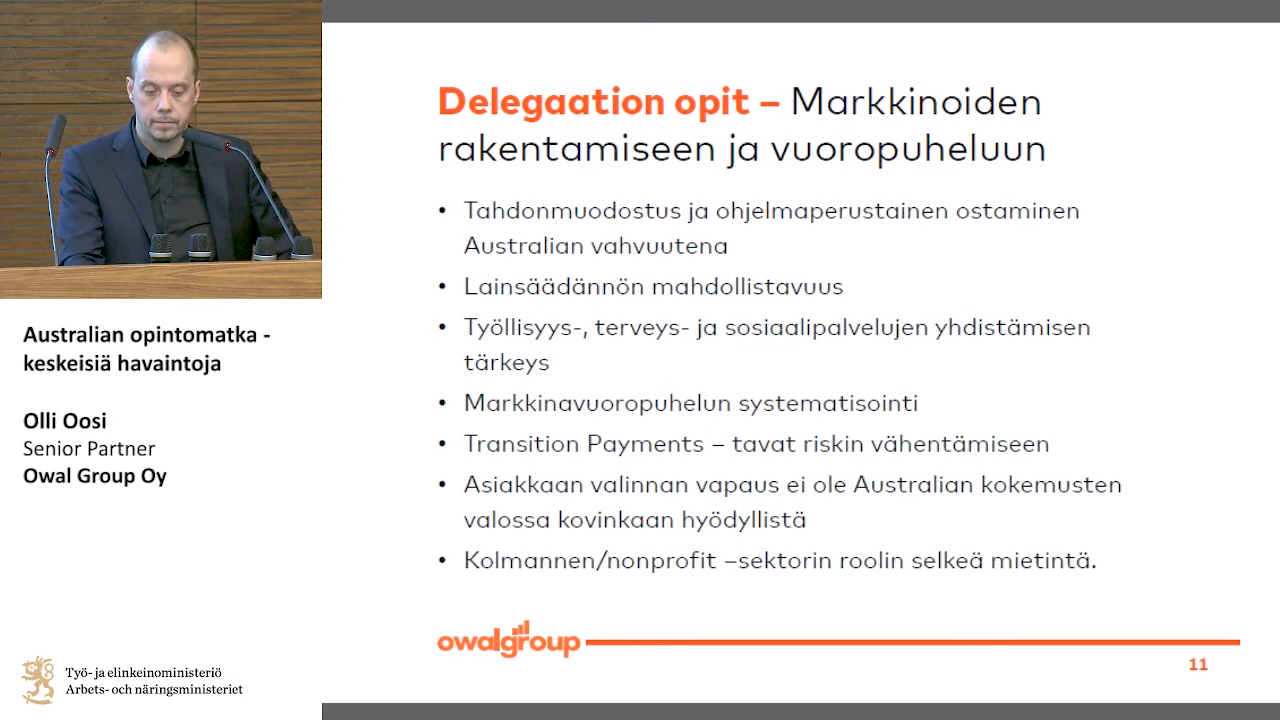 Australian opintomatka -
keskeisiä havaintoja
Olli Oosi
Senior Partner
Owal Group Oy
Työ- ja elinkeinoministeriö
Arbets- och näringsministeriet
Delegaation opit – Markkinoiden
rakentamiseen ja vuoropuheluun
• Tahdonmuodostus ja ohjelmaperustainen ostaminen
Australian vahvuutena
• Lainsäädännön mahdollistavuus
• Työllisyys-, terveys- ja sosiaalipalvelujen yhdistämisen
tärkeys
• Markkinavuoropuhelun systematisointi
• Transition Payments – tavat riskin vähentämiseen
• Asiakkaan valinnan vapaus ei ole Australian kokemusten
valossa kovinkaan hyödyllistä
• Kolmannen/nonprofit –sektorin roolin selkeä mietintä.
owalgroup
11